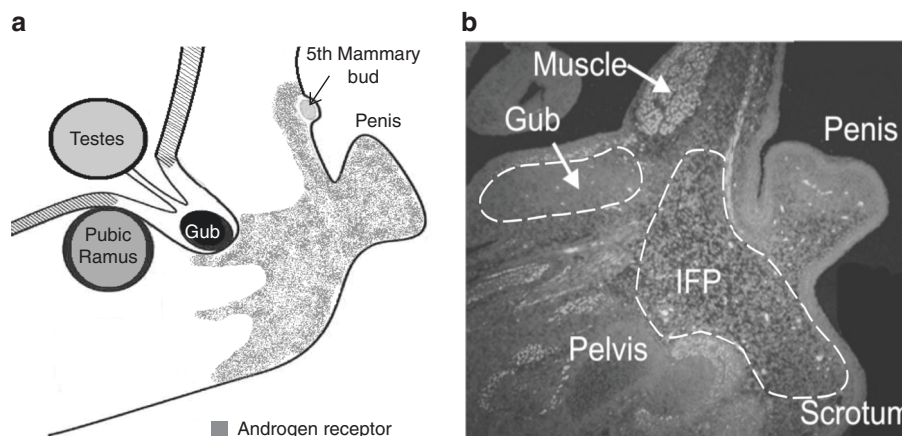 a
5th Mammary
bud
Penis
Testes
Gub
Pubic
Ramus
Androgen receptor
b
Muscle
Gub
Penis
IFP
Pelvis
Scrotum